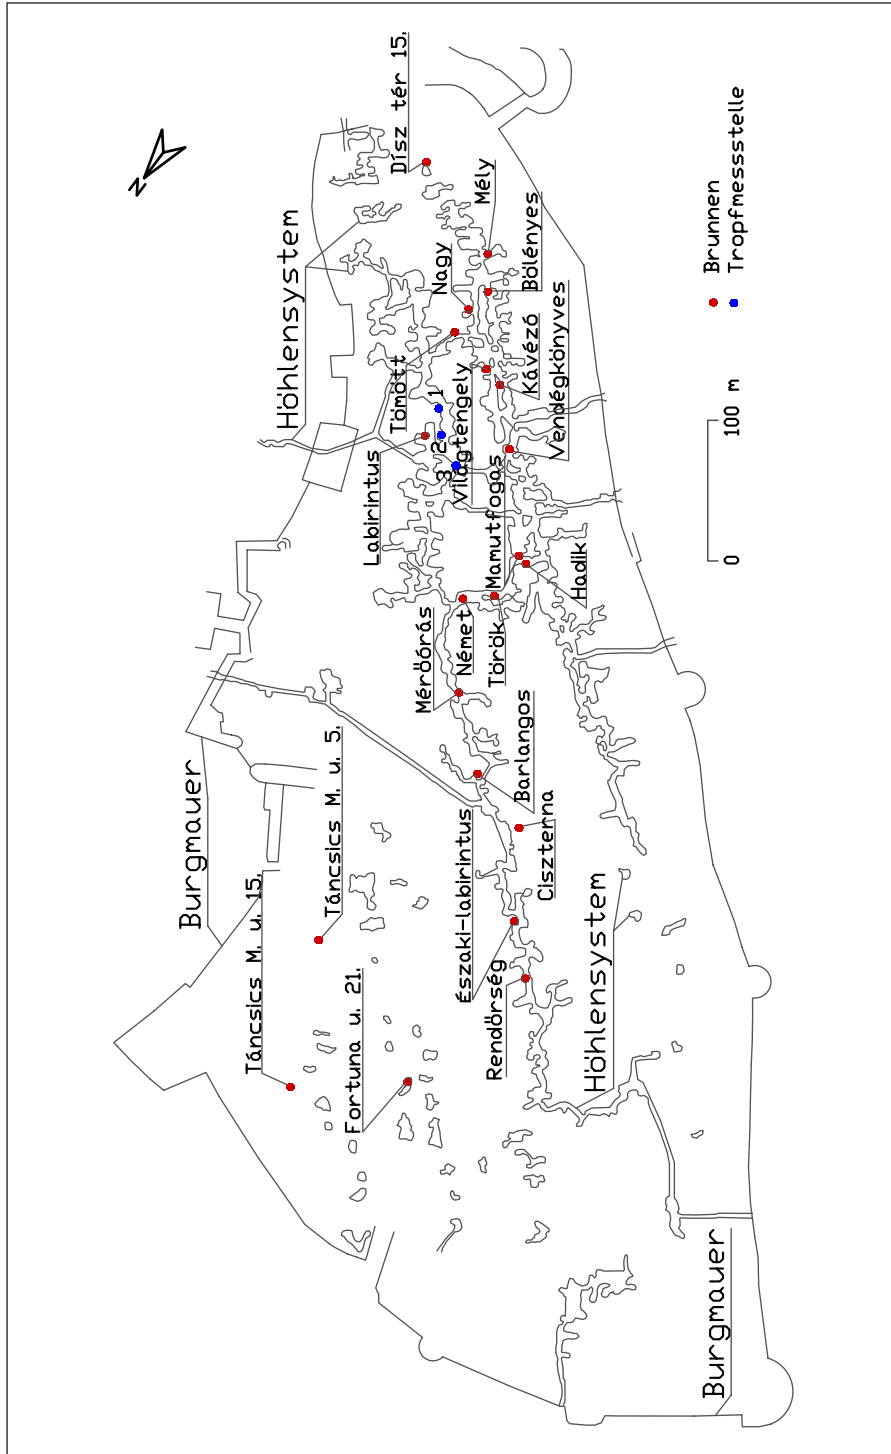 Burgmauer
Táncsics M. u. 15.
Táncsics M. u. 5.
Fortuna u. 21.
Höhlensystem
Dísz tér 15.
Labirintus
Tömött
Nagy
Mély
Bölényes
Kávézó
Vendégkönyves
Világtengely
1
2
3
Mamutfogas
Hadik
Török
Német
Mérőórás
Barlangos
Ciszterna
Északi-labirintus
Rendőrség
Höhlensystem
Burgmauer
Brunnen
Tropfmessstelle
0
100 m
N